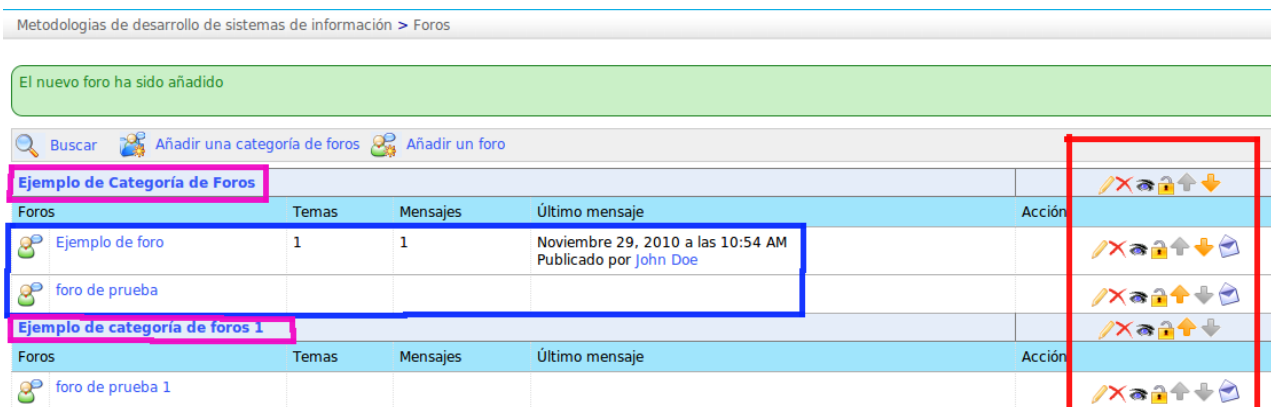 Metodologias de desarrollo de sistemas de información > Foros
El nuevo foro ha sido añadido
Buscar Añadir una categoría de foros Añadir un foro
Ejemplo de Categoría de Foros
Foros Temas Mensajes Último mensaje Acción
Ejemplo de foro 1 1 Noviembre 29, 2010 a las 10:54 AM
Publicado por John Doe
foro de prueba
Ejemplo de categoría de foros 1
Foros Temas Mensajes Último mensaje Acción
foro de prueba 1